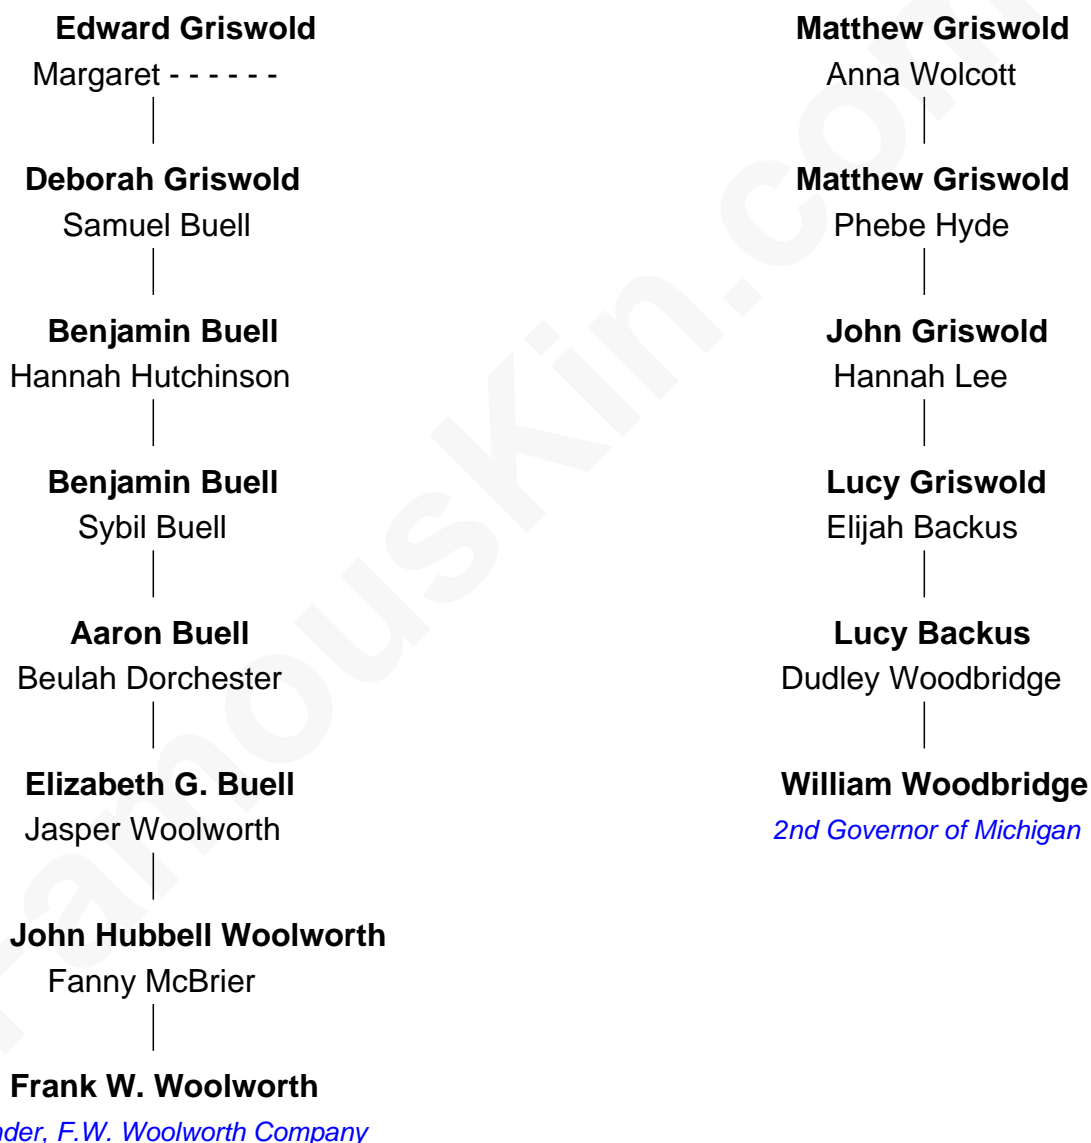 Edward Griswold
Margaret - - - - - -
Deborah Griswold
Samuel Buell
Benjamin Buell
Hannah Hutchinson
Benjamin Buell
Sybil Buell
Aaron Buell
Beulah Dorchester
Elizabeth G. Buell
Jasper Woolworth
John Hubbell Woolworth
Fanny McBrier
Frank W. Woolworth
nder, F.W. Woolworth Company
Matthew Griswold
Anna Wolcott
Matthew Griswold
Phebe Hyde
John Griswold
Hannah Lee
Lucy Griswold
Elijah Backus
Lucy Backus
Dudley Woodbridge
William Woodbridge
2nd Governor of Michigan
FamousKin.com